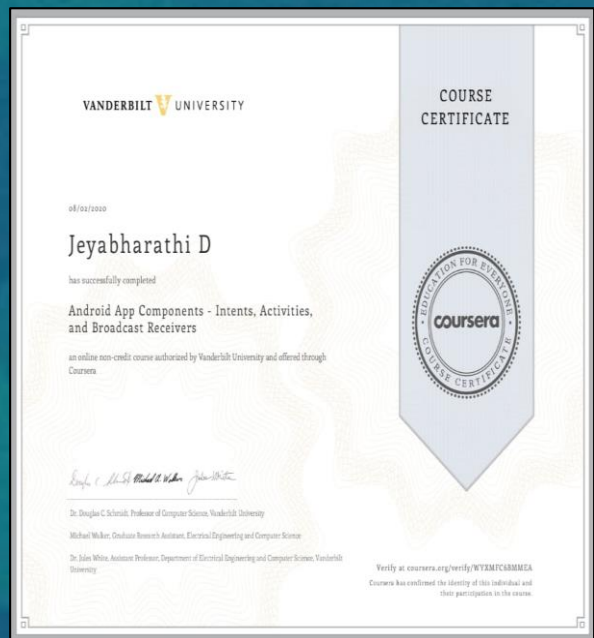 VANDERBILT V UNIVERSITY
COURSE
CERTIFICATE
08/02/2020
Jeyabharathi D
has successfully completed
Android App Components - Intents, Activities,
and Broadcast Receivers
an online non-credit course authorized by Vanderbilt University and offered through
Coursera
EDUCATION FOR EVERYONE
coursera
COURSE CERTIFICATE
Dr. Douglas C. Schmidt, Professor of Computer Science, Vanderbilt University
Michael Walker, Graduate Research Assistant, Electrical Engineering and Computer Science
Dr. Jules White, Assistant Professor, Department of Electrical Engineering and Computer Science, Vanderbilt
University
Verify at coursera.org/verify/WYXMFC68MMEA
Coursera has confirmed the identity of this individual and
their participation in the course.